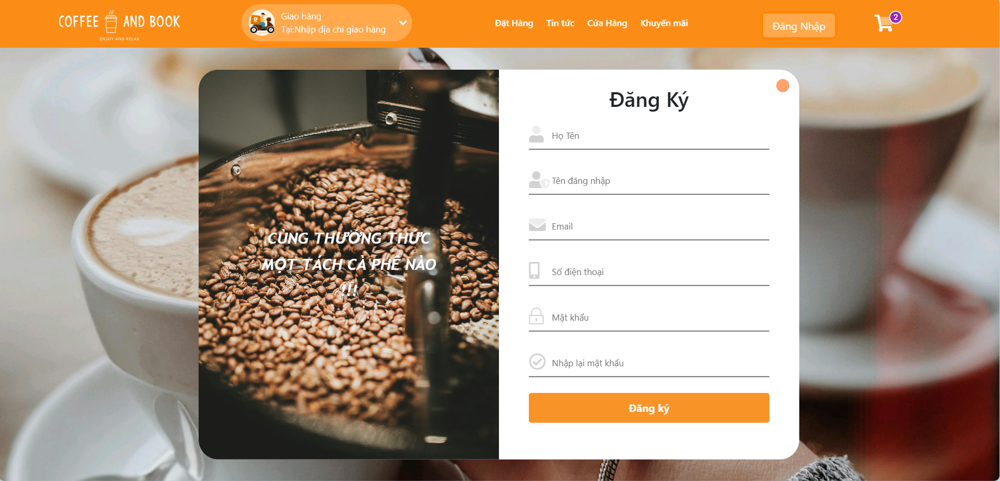 COFFEE AND BOOK
ENJOY AND RELAX
Giao hàng
Tại:Nhập địa chỉ giao hàng
Đặt Hàng Tin tức Cửa Hàng Khuyến mãi
Đăng Nhập
2
CÙNG THƯỞNG THỨC
MỘT TÁCH CÀ PHÊ NÀO
!!!
Đăng Ký
Họ Tên
Tên đăng nhập
Email
Số điện thoại
Mật khẩu
Nhập lại mật khẩu
Đăng ký